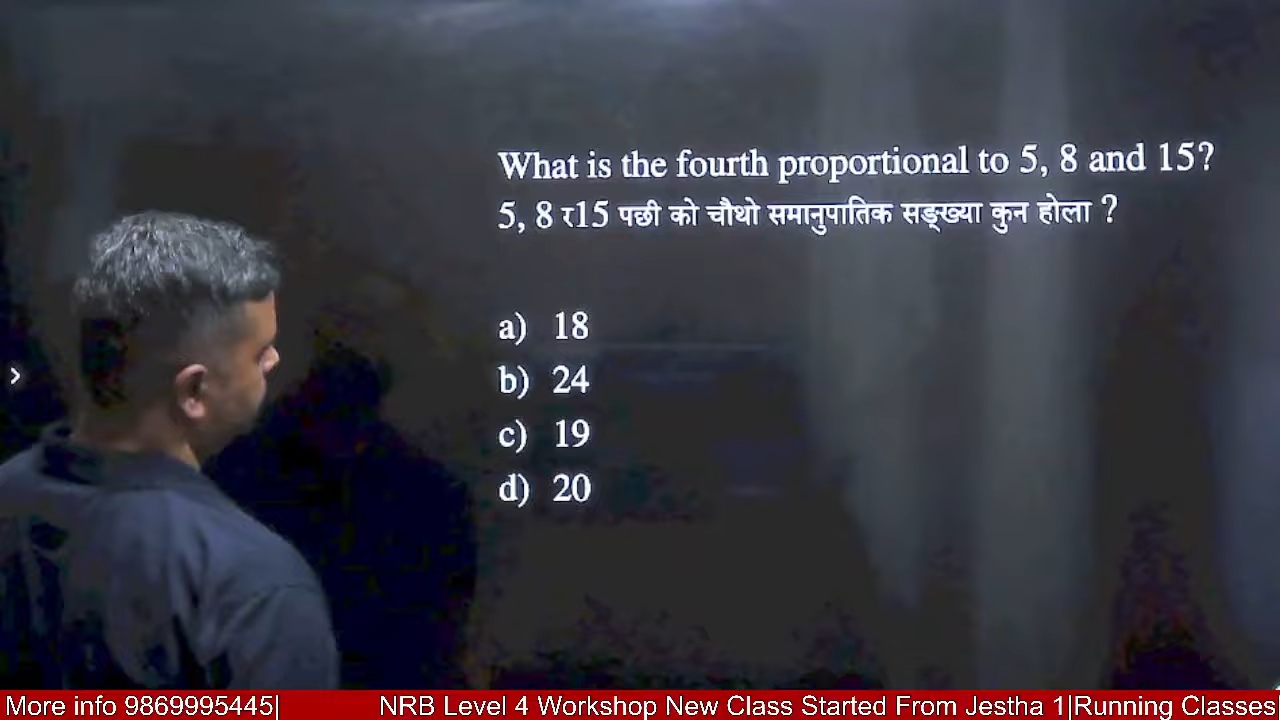 What is the fourth proportional to 5, 8 and 15?
5, 8 र15 पछी को चौथो समानुपातिक सङ्ख्या कुन होला ?
a) 18
b) 24
c) 19
d) 20
More info 9869995445| NRB Level 4 Workshop New Class Started From Jestha 1|Running Classes